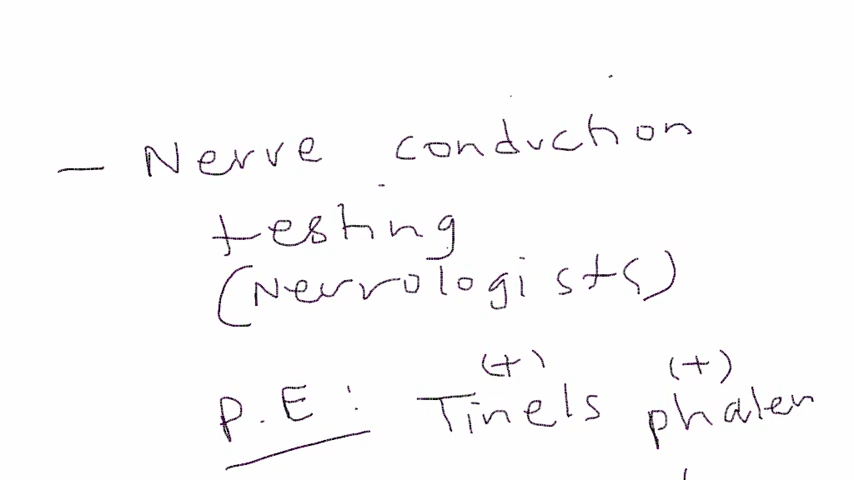 — Nerve conduction
testing
(Neurologists)
(+) (+)
P.E: Tinels phalen